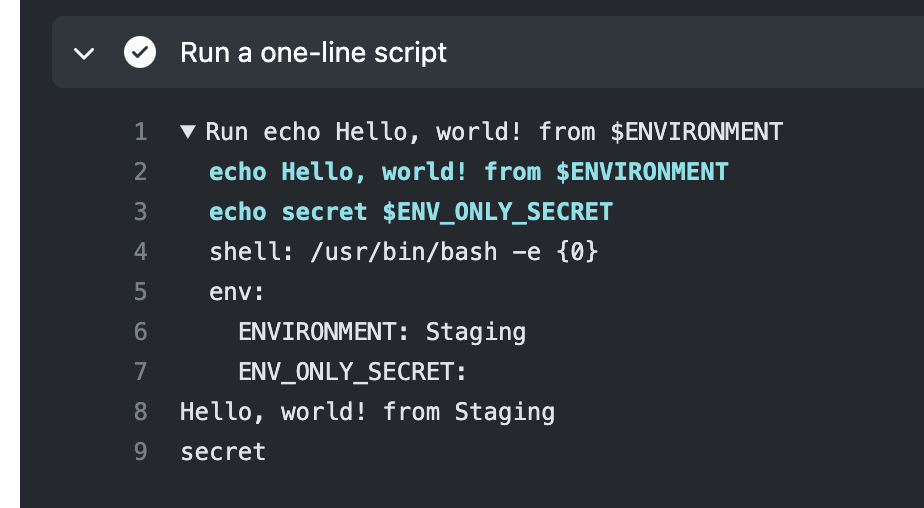 Run a one-line script
1 ▼ Run echo Hello, world! from $ENVIRONMENT
2 echo Hello, world! from $ENVIRONMENT
3 echo secret $ENV_ONLY_SECRET
4 shell: /usr/bin/bash -e {0}
5 env:
6 ENVIRONMENT: Staging
7 ENV_ONLY_SECRET:
8 Hello, world! from Staging
9 secret